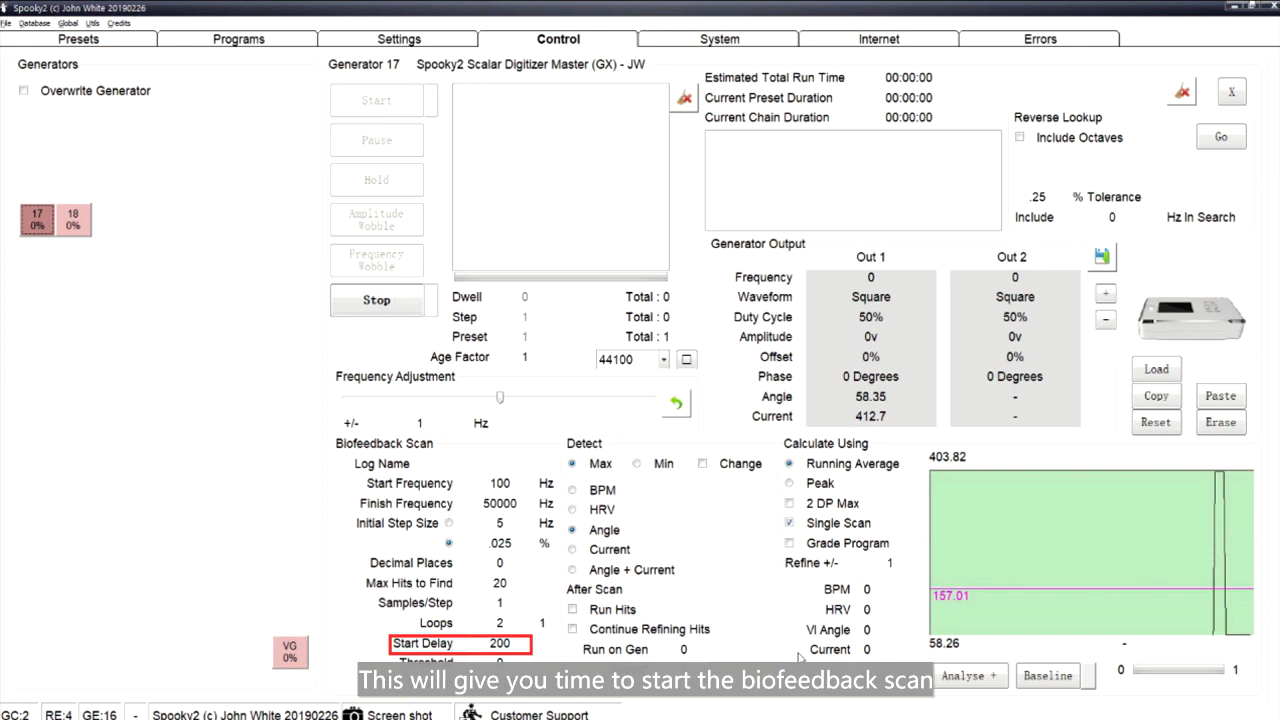 Spooky2 (c) John White 20190226
File Database Global Utils Credits
Presets Programs Settings Control System Internet Errors
Generators
Overwrite Generator
17 0%
18 0%
VG 0%
Generator 17 Spooky2 Scalar Digitizer Master (GX) - JW
Start
Pause
Hold
Amplitude Wobble
Frequency Wobble
Stop
Dwell 0 Total : 0
Step 1 Total : 0
Preset 1 Total : 1
Age Factor 1 44100
Frequency Adjustment
+/- 1 Hz
Estimated Total Run Time 00:00:00
Current Preset Duration 00:00:00
Current Chain Duration 00:00:00
X
Reverse Lookup
Include Octaves
Go
.25 % Tolerance
Include 0 Hz In Search
Generator Output
Out 1 Out 2
Frequency 0 0
Waveform Square Square
Duty Cycle 50% 50%
Amplitude 0v 0v
Offset 0% 0%
Phase 0 Degrees 0 Degrees
Angle 58.35 -
Current 412.7 -
+
-
Load
Copy Paste
Reset Erase
Biofeedback Scan
Log Name
Start Frequency 100 Hz
Finish Frequency 50000 Hz
Initial Step Size 5 Hz
.025 %
Decimal Places 0
Max Hits to Find 20
Samples/Step 1
Loops 2 1
Start Delay 200
Threshold 0
Detect
Max Min Change
BPM
HRV
Angle
Current
Angle + Current
After Scan
Run Hits
Continue Refining Hits
Run on Gen 0
Calculate Using
Running Average
Peak
2 DP Max
Single Scan
Grade Program
Refine +/- 1
BPM 0
HRV 0
VI Angle 0
Current 0
403.82
157.01
58.26 -
Analyse + Baseline 0 1
This will give you time to start the biofeedback scan
GC:2 RE:4 GE:16 - Spooky2 (c) John White 20190226 Screen shot Customer Support